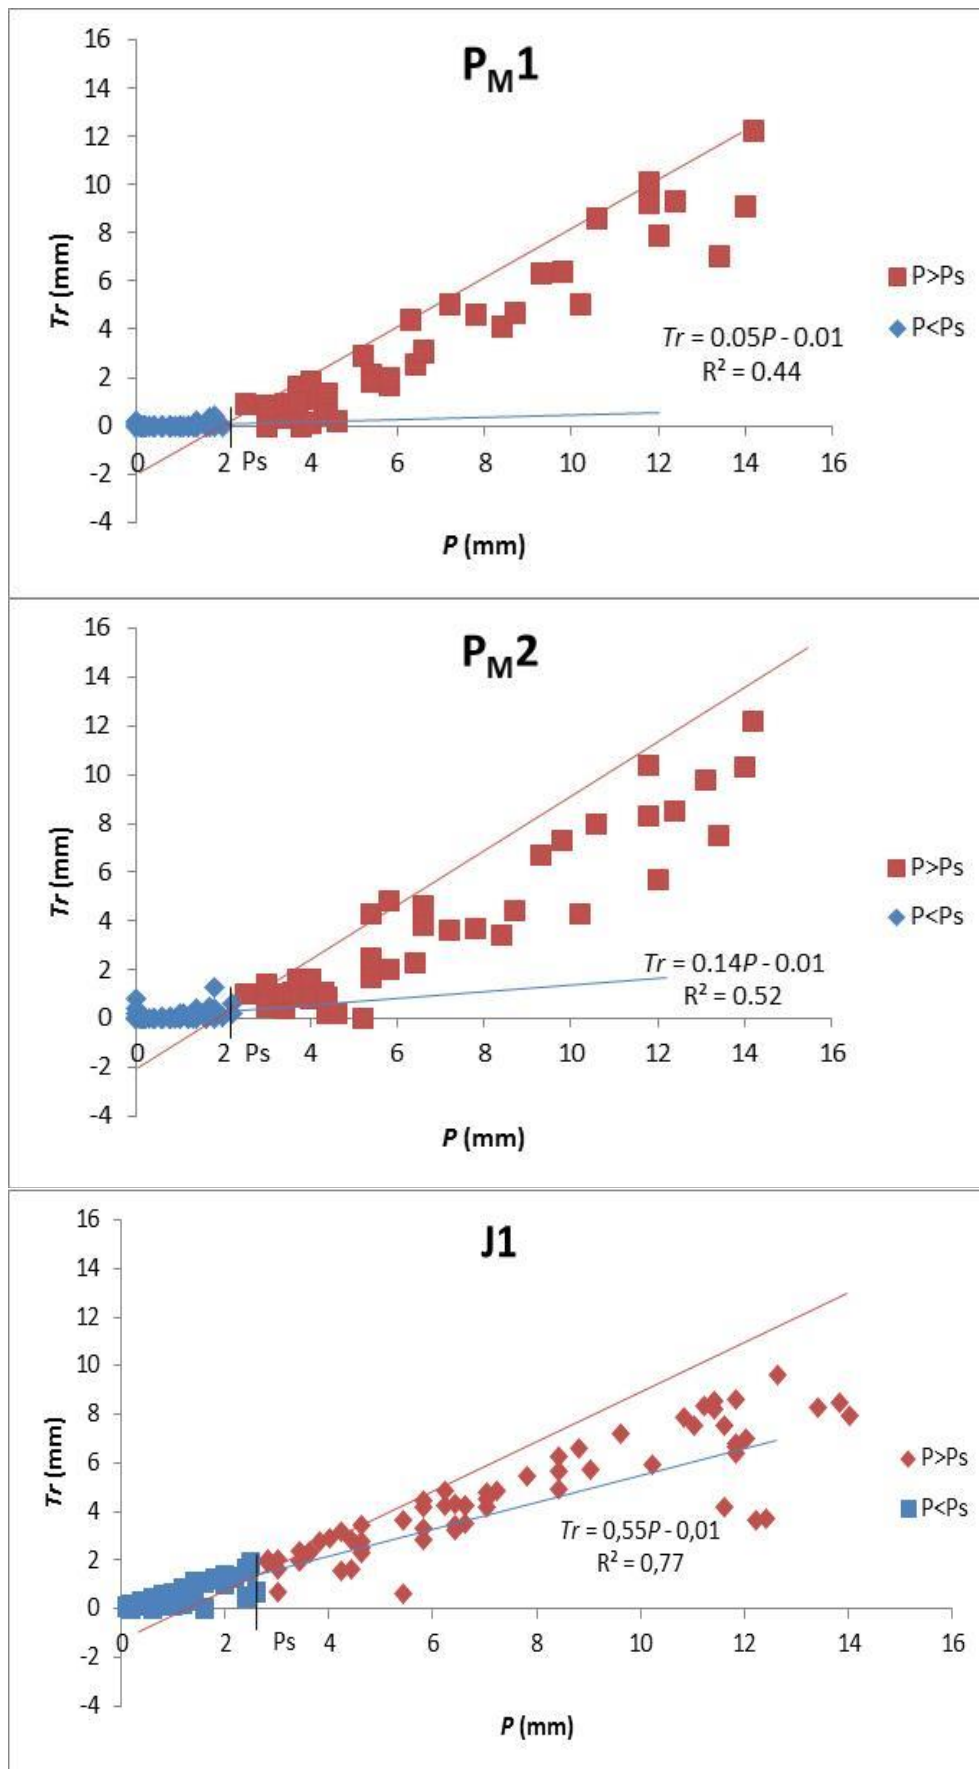 P_M1
16
14
12
10
8
6
4
2
0
-2
-4
Tr (mm)
0 2 Ps 4 6 8 10 12 14 16
P (mm)
Tr = 0.05P - 0.01
R² = 0.44
P>Ps
P<Ps
P_M2
16
14
12
10
8
6
4
2
0
-2
-4
Tr (mm)
0 2 Ps 4 6 8 10 12 14 16
P (mm)
Tr = 0.14P - 0.01
R² = 0.52
P>Ps
P<Ps
J1
16
14
12
10
8
6
4
2
0
-2
-4
Tr (mm)
0 2 Ps 4 6 8 10 12 14
P (mm)
Tr = 0,55P - 0,01
R² = 0,77
P>Ps
P<Ps